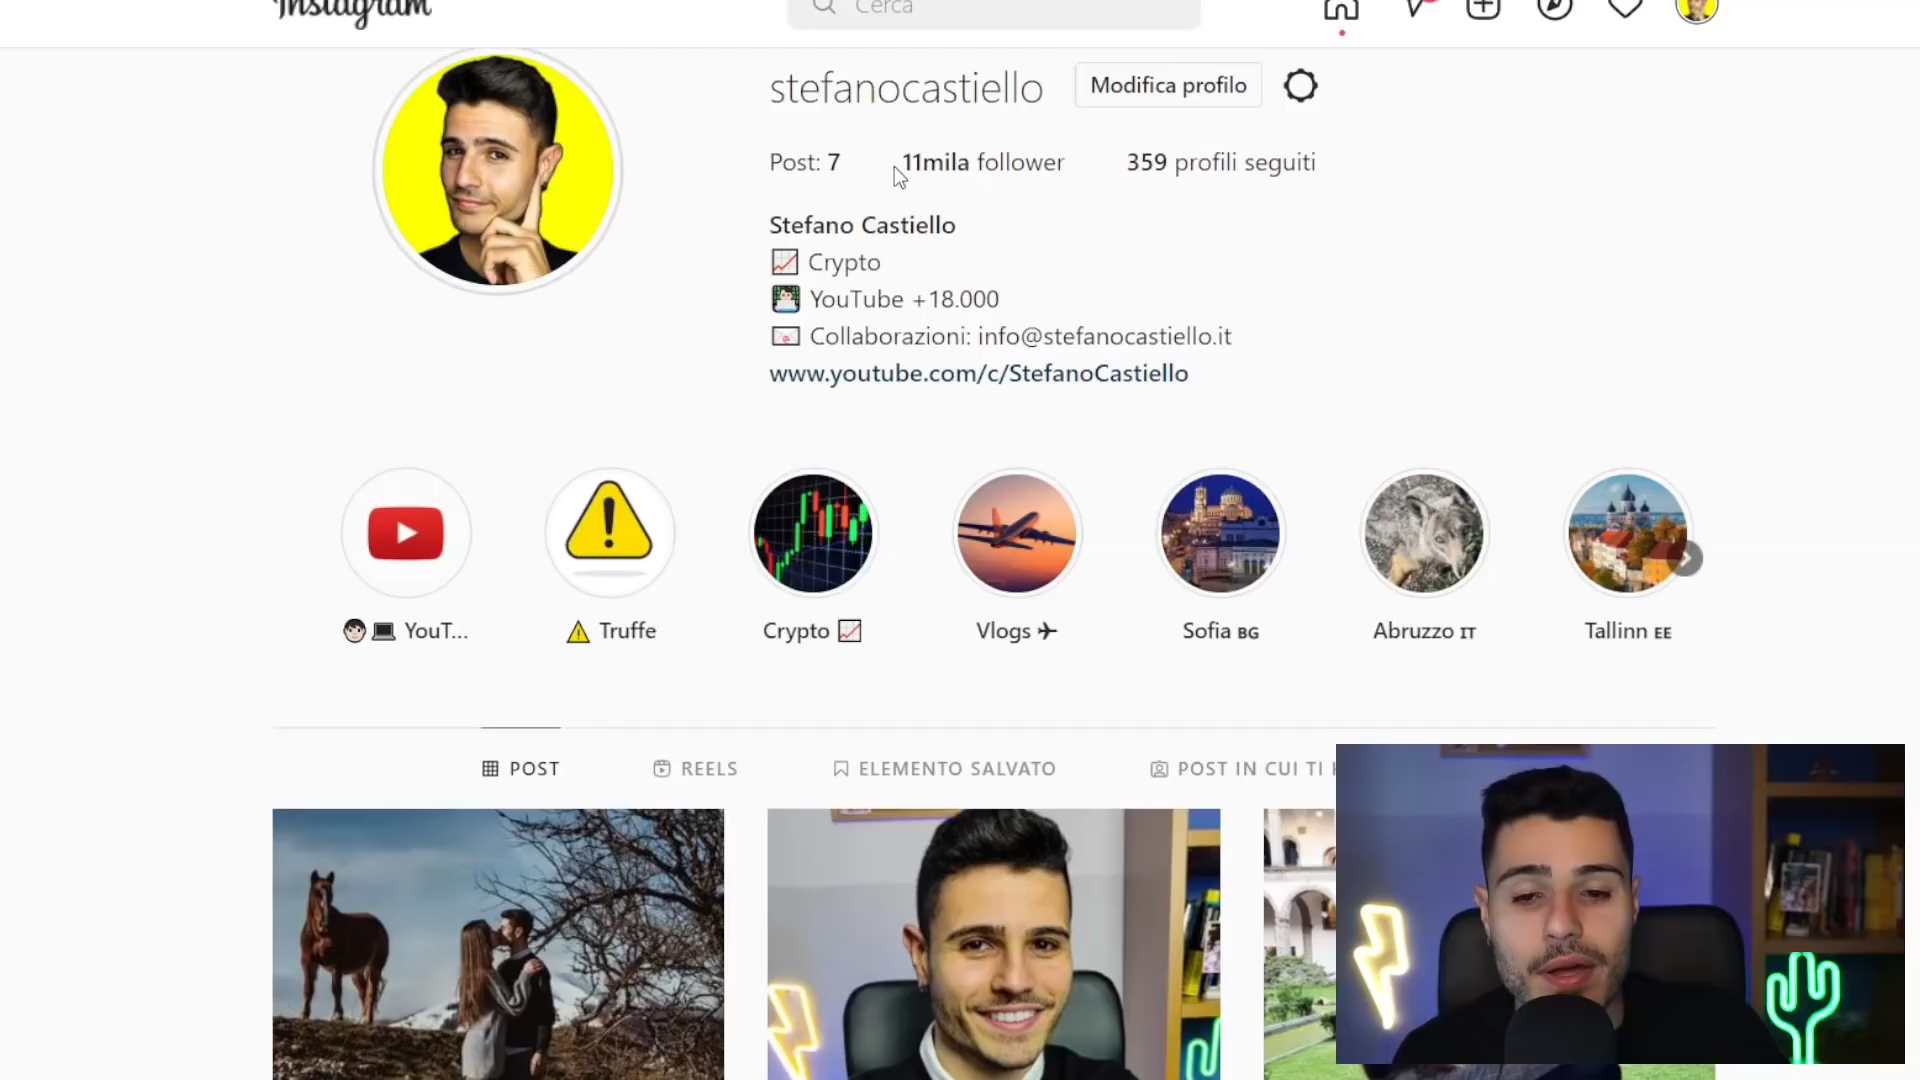 Instagram
Cerca
stefanocastiello
Modifica profilo
Post: 7
11mila follower
359 profili seguiti
Stefano Castiello
Crypto
YouTube +18.000
Collaborazioni: info@stefanocastiello.it
www.youtube.com/c/StefanoCastiello
YouT...
Truffe
Crypto
Vlogs
Sofia BG
Abruzzo IT
Tallinn EE
POST
REELS
ELEMENTO SALVATO
POST IN CUI TI